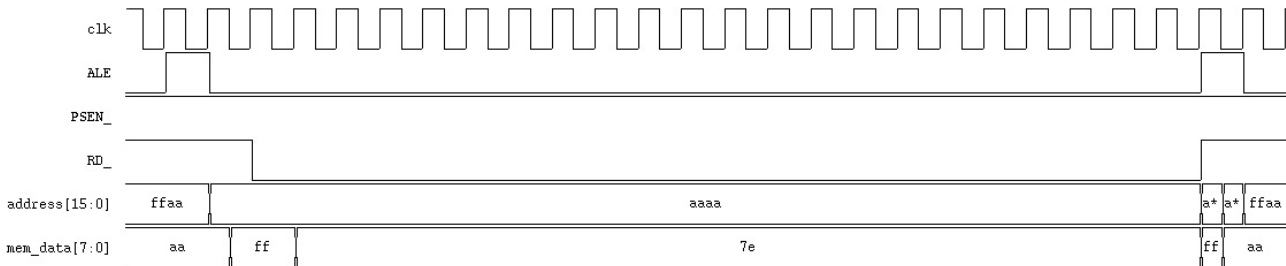 clk
ALE
PSEN_
RD_
address[15:0] ffaa aaaa a* a* ffaa
mem_data[7:0] aa ff 7e ff aa